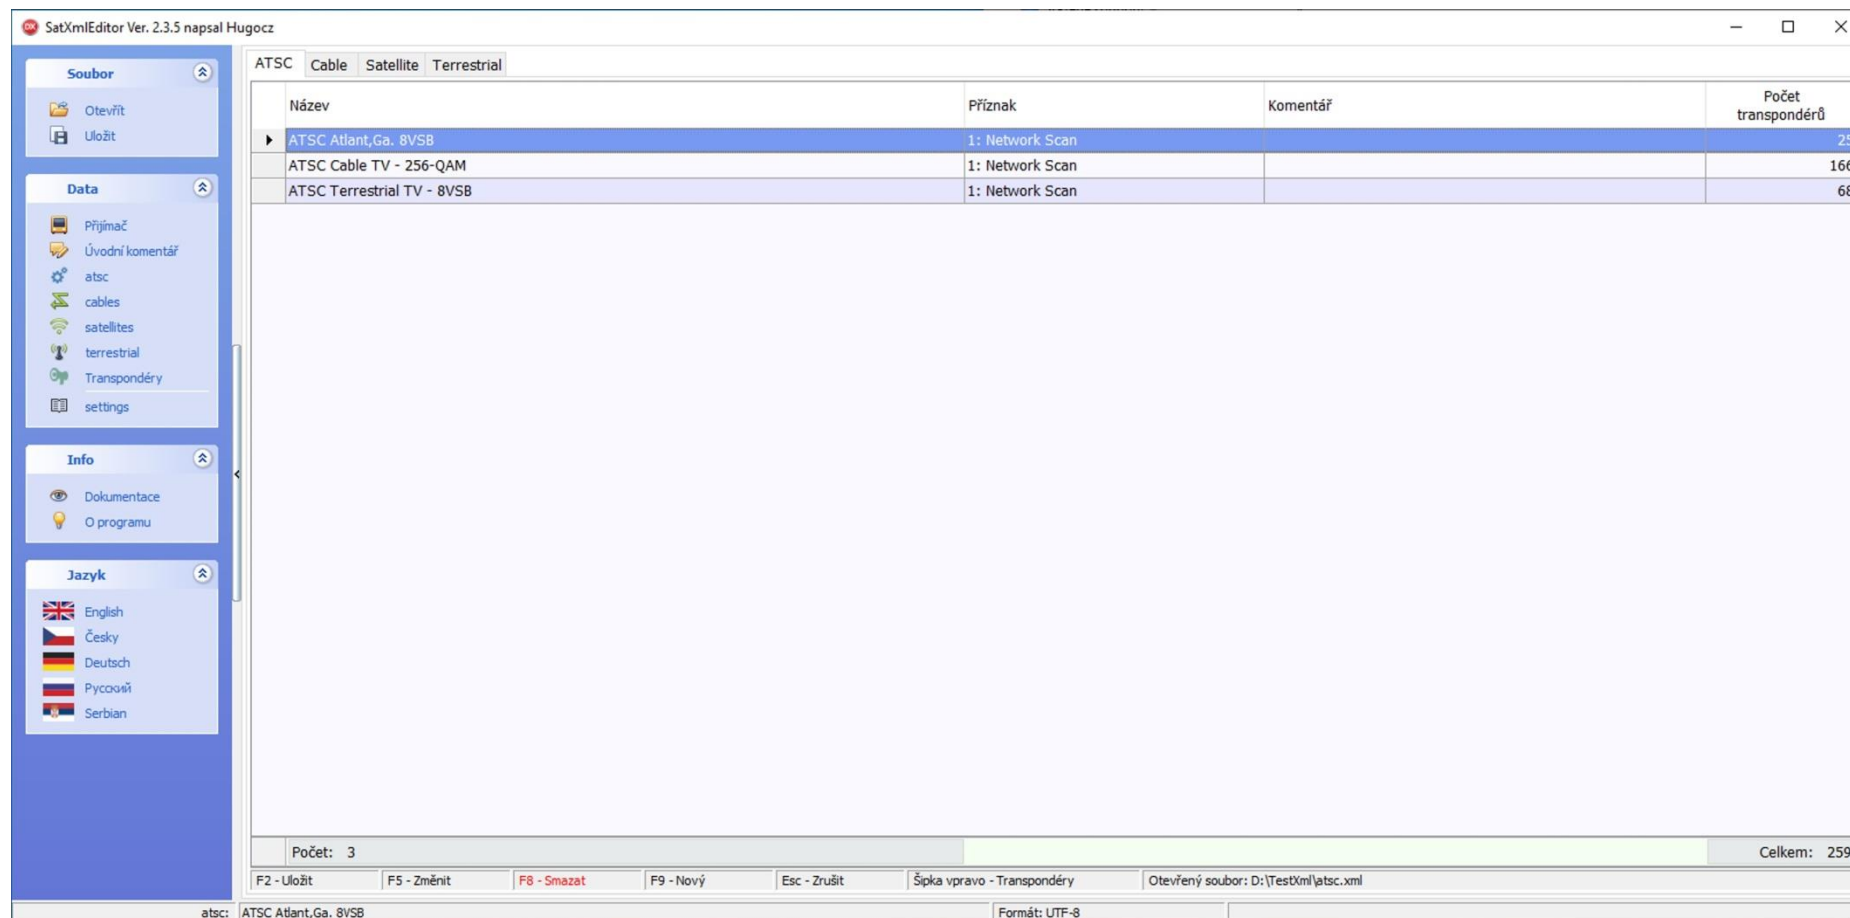 SatXmlEditor Ver. 2.3.5 napsal Hugocz
Soubor
Otevřít
Uložit
Data
Přijímač
Úvodní komentář
atsc
cables
satellites
terrestrial
Transpondéry
settings
Info
Dokumentace
O programu
Jazyk
English
Česky
Deutsch
Русский
Serbian
ATSC Cable Satellite Terrestrial
Název Příznak Komentář Počet transpondérů
ATSC Atlant,Ga. 8VSB 1: Network Scan 25
ATSC Cable TV - 256-QAM 1: Network Scan 166
ATSC Terrestrial TV - 8VSB 1: Network Scan 68
Počet: 3 Celkem: 259
F2 - Uložit F5 - Změnit F8 - Smazat F9 - Nový Esc - Zrušit Šipka vpravo - Transpondéry Otevřený soubor: D:\TestXml\atsc.xml
atsc: ATSC Atlant,Ga. 8VSB Formát: UTF-8